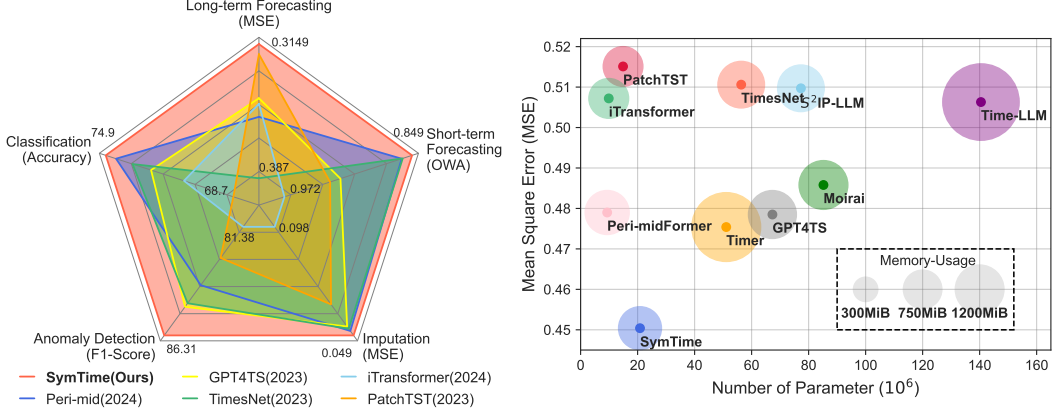 Long-term Forecasting
(MSE)
0.3149
Classification
(Accuracy)
74.9
0.849
Short-term
Forecasting
(OWA)
0.387
68.7
0.972
0.098
81.38
Anomaly Detection
(F1-Score)
86.31
0.049
Imputation
(MSE)
SymTime(Ours)
GPT4TS(2023)
iTransformer(2024)
Peri-mid(2024)
TimesNet(2023)
PatchTST(2023)
Mean Square Error (MSE)
0.52
0.51
0.50
0.49
0.48
0.47
0.46
0.45
PatchTST
iTransformer
TimesNet
S²IP-LLM
Time-LLM
Moirai
Peri-midFormer
Timer
GPT4TS
SymTime
Memory-Usage
300MiB 750MiB 1200MiB
0 20 40 60 80 100 120 140 160
Number of Parameter (10⁶)